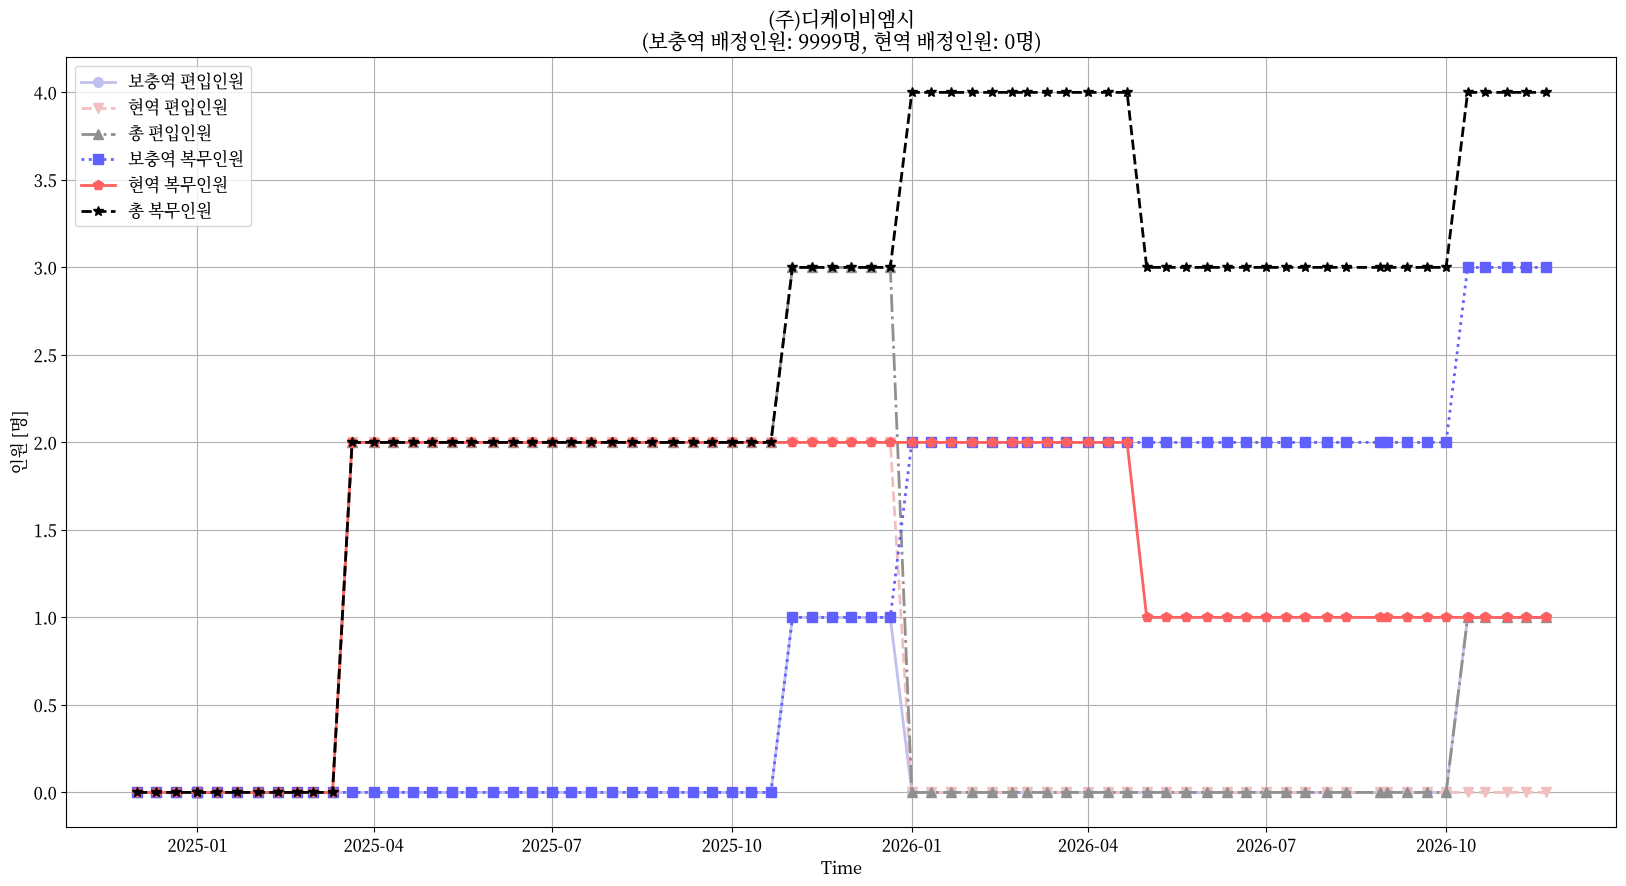 (주)디케이비엠시
(보충역 배정인원: 9999명, 현역 배정인원: 0명)
보충역 편입인원
현역 편입인원
총 편입인원
보충역 복무인원
현역 복무인원
총 복무인원
4.0
3.5
3.0
2.5
2.0
1.5
1.0
0.5
0.0
인원 [명]
2025-01 2025-04 2025-07 2025-10 2026-01 2026-04 2026-07 2026-10
Time